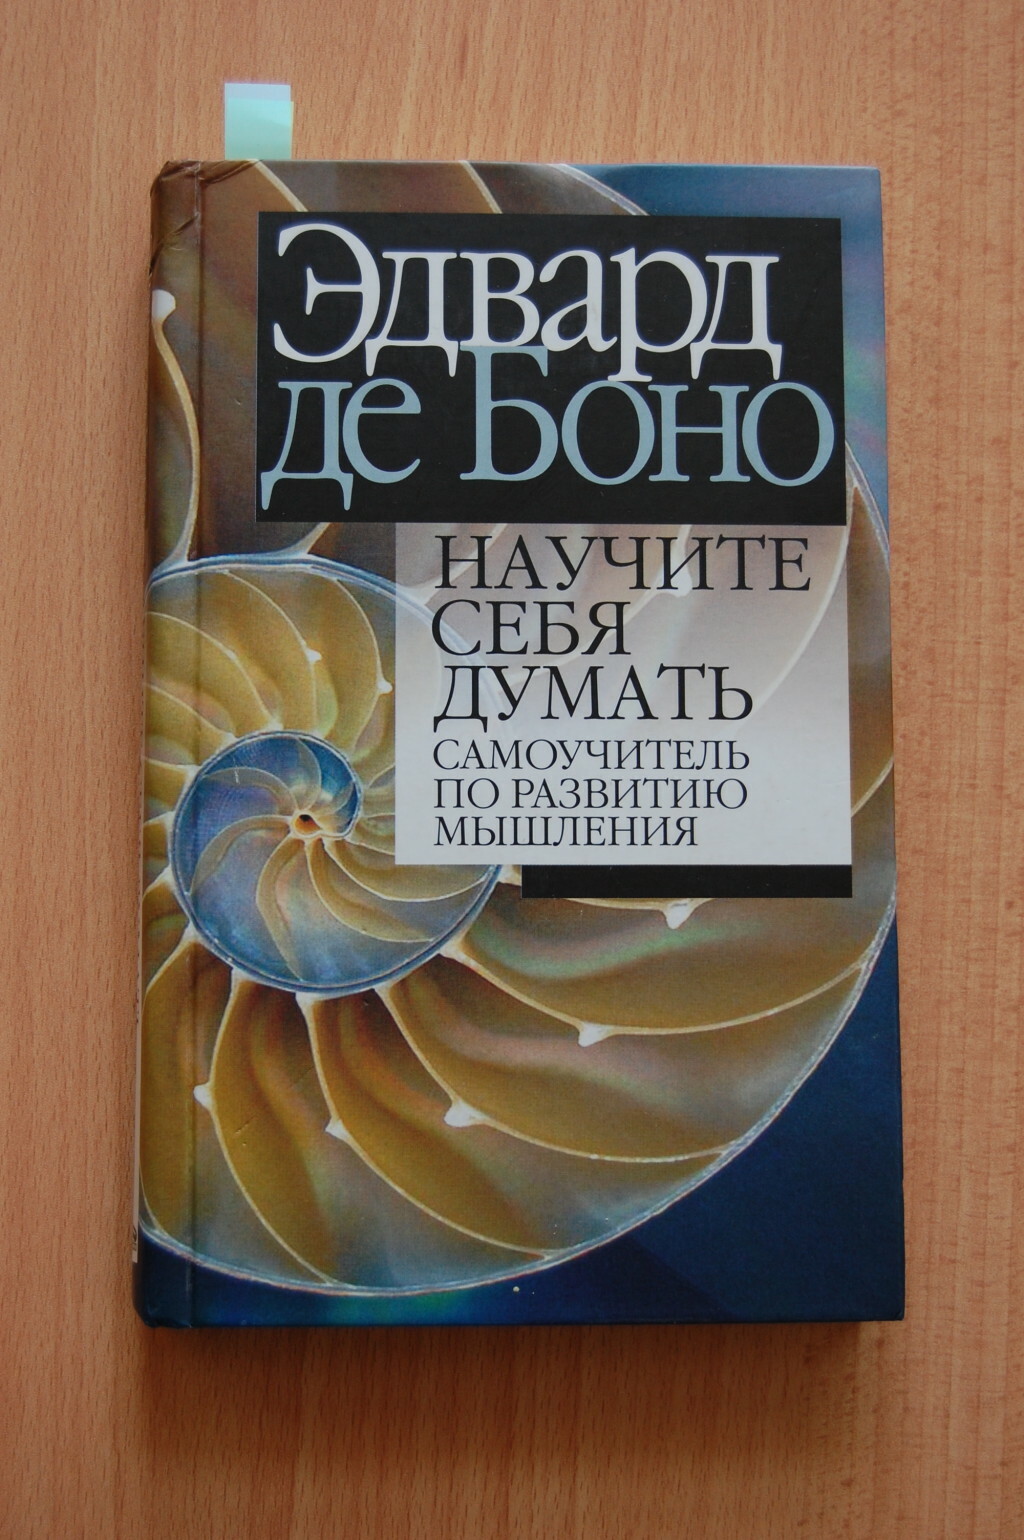 Эдвард
де Боно
НАУЧИТЕ
СЕБЯ
ДУМАТЬ
САМОУЧИТЕЛЬ
ПО РАЗВИТИЮ
МЫШЛЕНИЯ